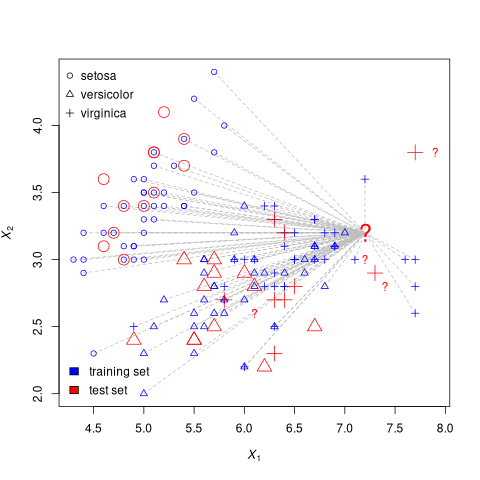 setosa
versicolor
virginica
?
?
?
?
?
training set
test set
4.0
3.5
3.0
2.5
2.0
X2
4.5 5.0 5.5 6.0 6.5 7.0 7.5 8.0
X1